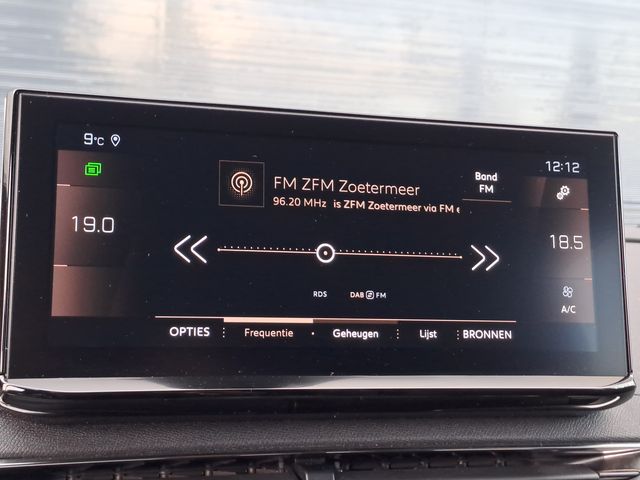 9°C
12:12
FM ZFM Zoetermeer
96.20 MHz is ZFM Zoetermeer via FM e
Band
FM
19.0
18.5
RDS DAB FM
A/C
OPTIES Frequentie Geheugen Lijst BRONNEN